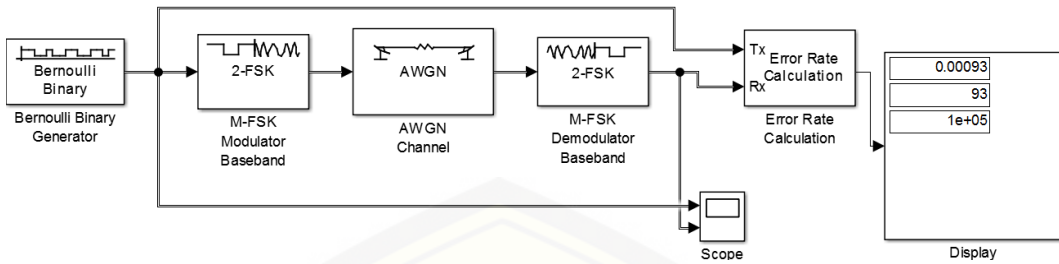 Bernoulli
Binary
Bernoulli Binary
Generator
2-FSK
M-FSK
Modulator
Baseband
AWGN
AWGN
Channel
2-FSK
M-FSK
Demodulator
Baseband
Tx
Rx
Error Rate
Calculation
Error Rate
Calculation
Scope
0.00093
93
1e+05
Display